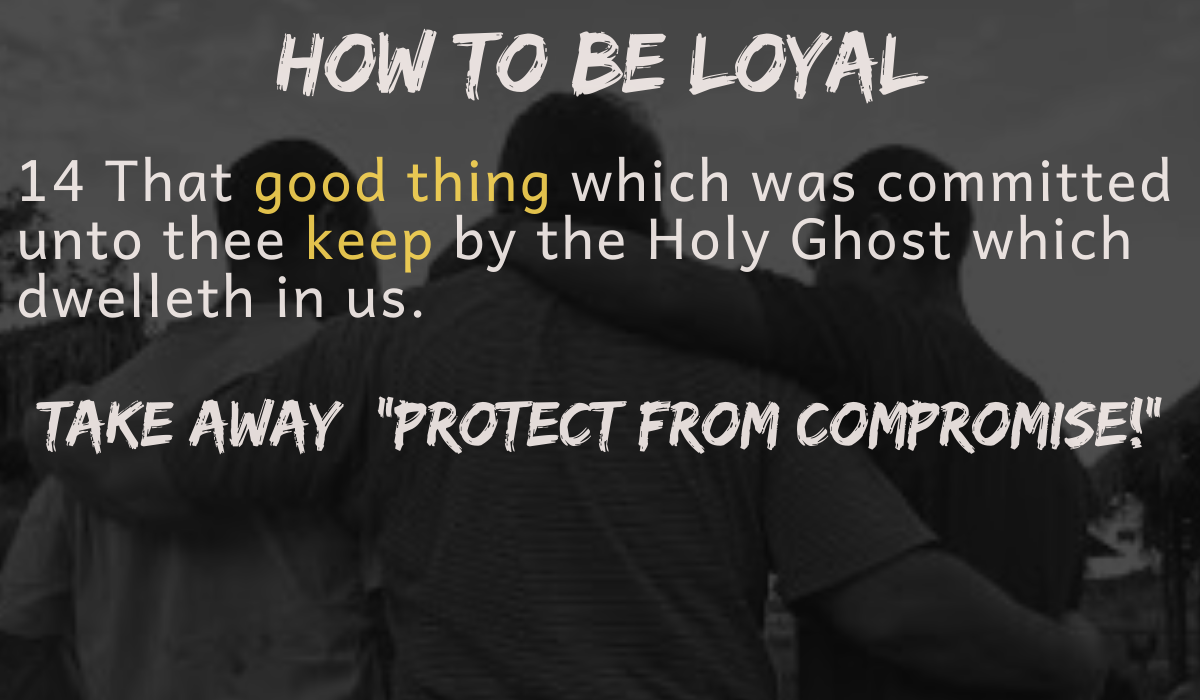 HOW TO BE LOYAL
14 That good thing which was committed
unto thee keep by the Holy Ghost which
dwelleth in us.
TAKE AWAY "PROTECT FROM COMPROMISE!"